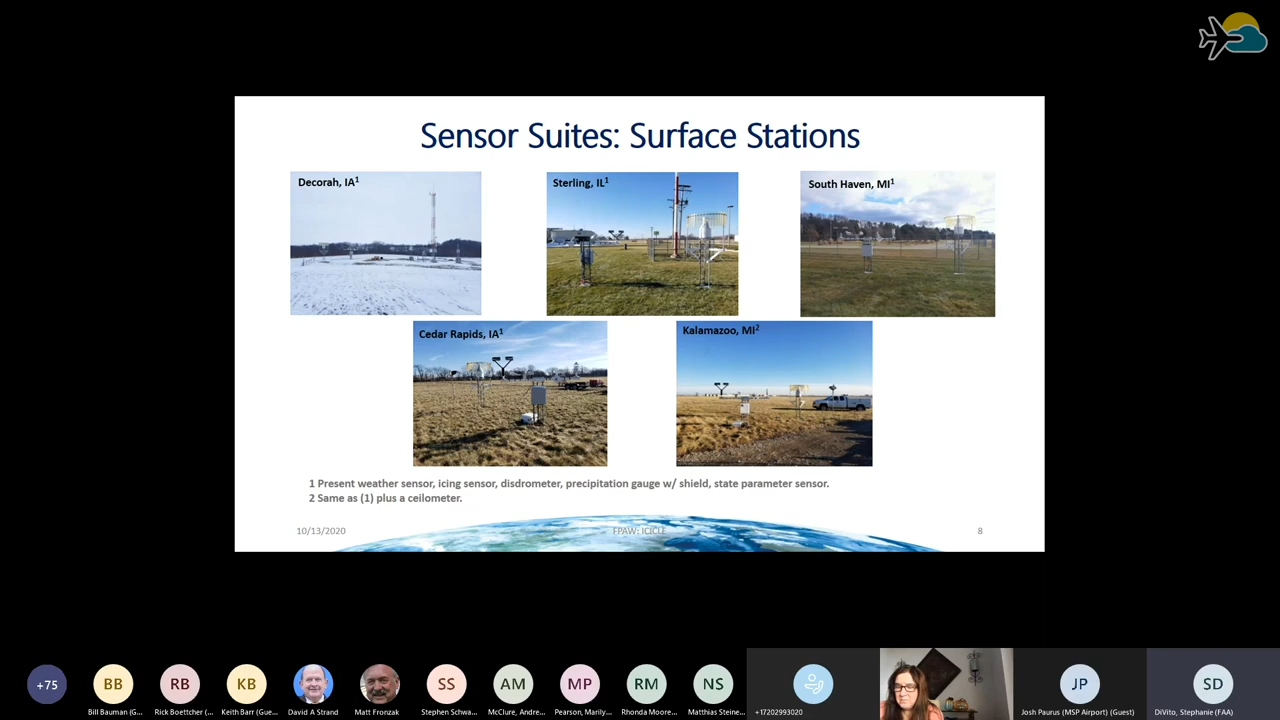 Sensor Suites: Surface Stations
Decorah, IA1
Sterling, IL1
South Haven, MI1
Cedar Rapids, IA1
Kalamazoo, MI2
1 Present weather sensor, icing sensor, disdrometer, precipitation gauge w/ shield, state parameter sensor.
2 Same as (1) plus a ceilometer.
10/13/2020
FPAW: ICICLE
8
+75
BB
RB
KB
SS
AM
MP
RM
NS
JP
SD
Bill Bauman (G...
Rick Boettcher (...
Keith Barr (Gue...
David A Strand
Matt Fronzak
Stephen Schwa...
McClure, Andre...
Pearson, Marily...
Rhonda Moore...
Matthias Steine...
+17202993020
Josh Paurus (MSP Airport) (Guest)
DiVito, Stephanie (FAA)